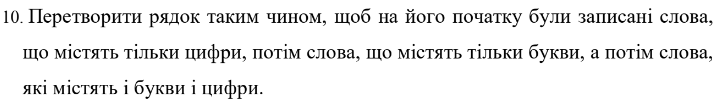 10. Перетворити рядок таким чином, щоб на його початку були записані слова,
що містять тільки цифри, потім слова, що містять тільки букви, а потім слова,
які містять і букви і цифри.